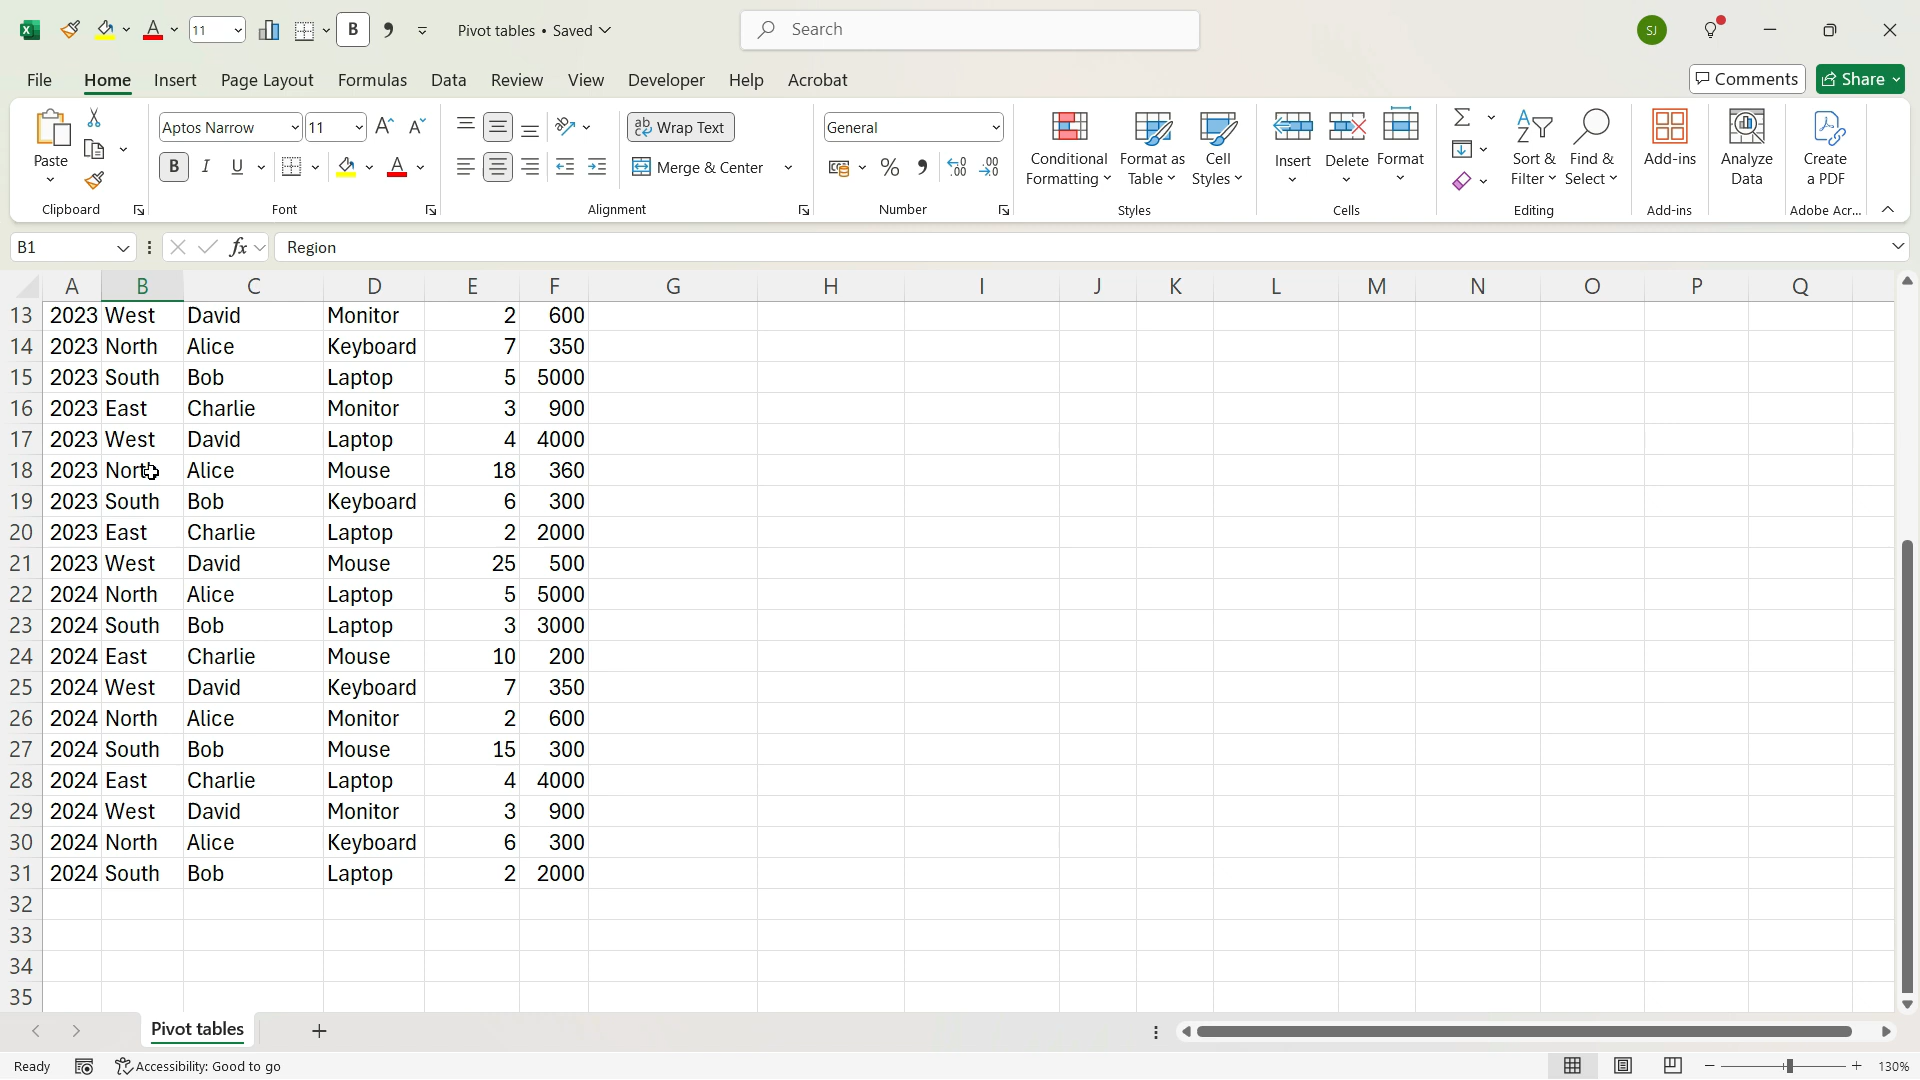 11 B Pivot tables • Saved Search SJ
File Home Insert Page Layout Formulas Data Review View Developer Help Acrobat Comments Share
Paste
Clipboard
Aptos Narrow 11
B I U A
Font
ab Wrap Text
Merge & Center
Alignment
General
% 9 .00 .00
Number
Conditional Formatting
Format as Table
Cell Styles
Styles
Insert Delete Format
Cells
Sort & Filter
Find & Select
Editing
Add-ins
Add-ins
Analyze Data
Create a PDF
Adobe Acr...
B1 fx Region
A B C D E F G H I J K L M N O P Q
13 2023 West David Monitor 2 600
14 2023 North Alice Keyboard 7 350
15 2023 South Bob Laptop 5 5000
16 2023 East Charlie Monitor 3 900
17 2023 West David Laptop 4 4000
18 2023 North Alice Mouse 18 360
19 2023 South Bob Keyboard 6 300
20 2023 East Charlie Laptop 2 2000
21 2023 West David Mouse 25 500
22 2024 North Alice Laptop 5 5000
23 2024 South Bob Laptop 3 3000
24 2024 East Charlie Mouse 10 200
25 2024 West David Keyboard 7 350
26 2024 North Alice Monitor 2 600
27 2024 South Bob Mouse 15 300
28 2024 East Charlie Laptop 4 4000
29 2024 West David Monitor 3 900
30 2024 North Alice Keyboard 6 300
31 2024 South Bob Laptop 2 2000
32
33
34
35
Pivot tables
Ready Accessibility: Good to go 130%